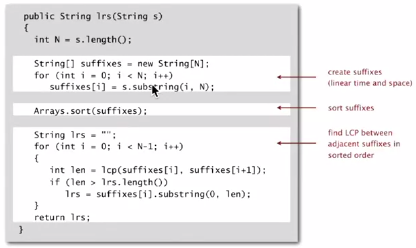 public String lrs(String s)
{
int N = s.length();
String[] suffixes = new String[N];
for (int i = 0; i < N; i++)
suffixes[i] = s.substring(i, N);
create suffixes
(linear time and space)
Arrays.sort(suffixes);
sort suffixes
String lrs = "";
for (int i = 0; i < N-1; i++)
{
int len = lcp(suffixes[i], suffixes[i+1]);
if (len > lrs.length())
lrs = suffixes[i].substring(0, len);
}
return lrs;
}
find LCP between
adjacent suffixes in
sorted order